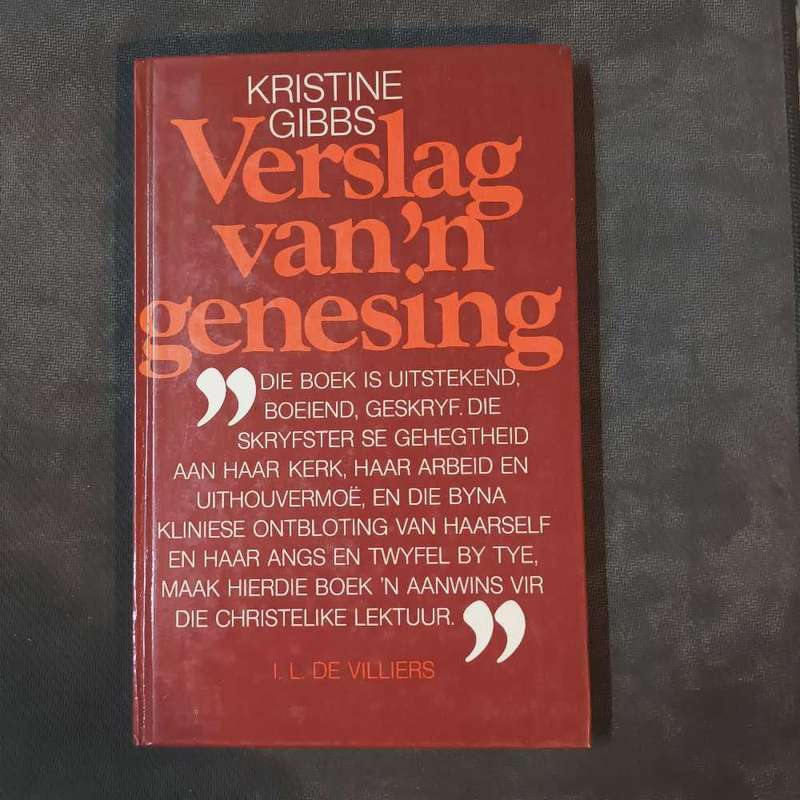 KRISTINE
GIBBS
Verslag
van 'n
genesing
”DIE BOEK IS UITSTEKEND,
BOEIEND, GESKRYF. DIE
SKRYFSTER SE GEHEGTHEID
AAN HAAR KERK, HAAR ARBEID EN
UITHOUVERMOË, EN DIE BYNA
KLINIESE ONTBLOTING VAN HAARSELF
EN HAAR ANGS EN TWYFEL BY TYE,
MAAK HIERDIE BOEK 'N AANWINS VIR
DIE CHRISTELIKE LEKTUUR.”
I. L. DE VILLIERS